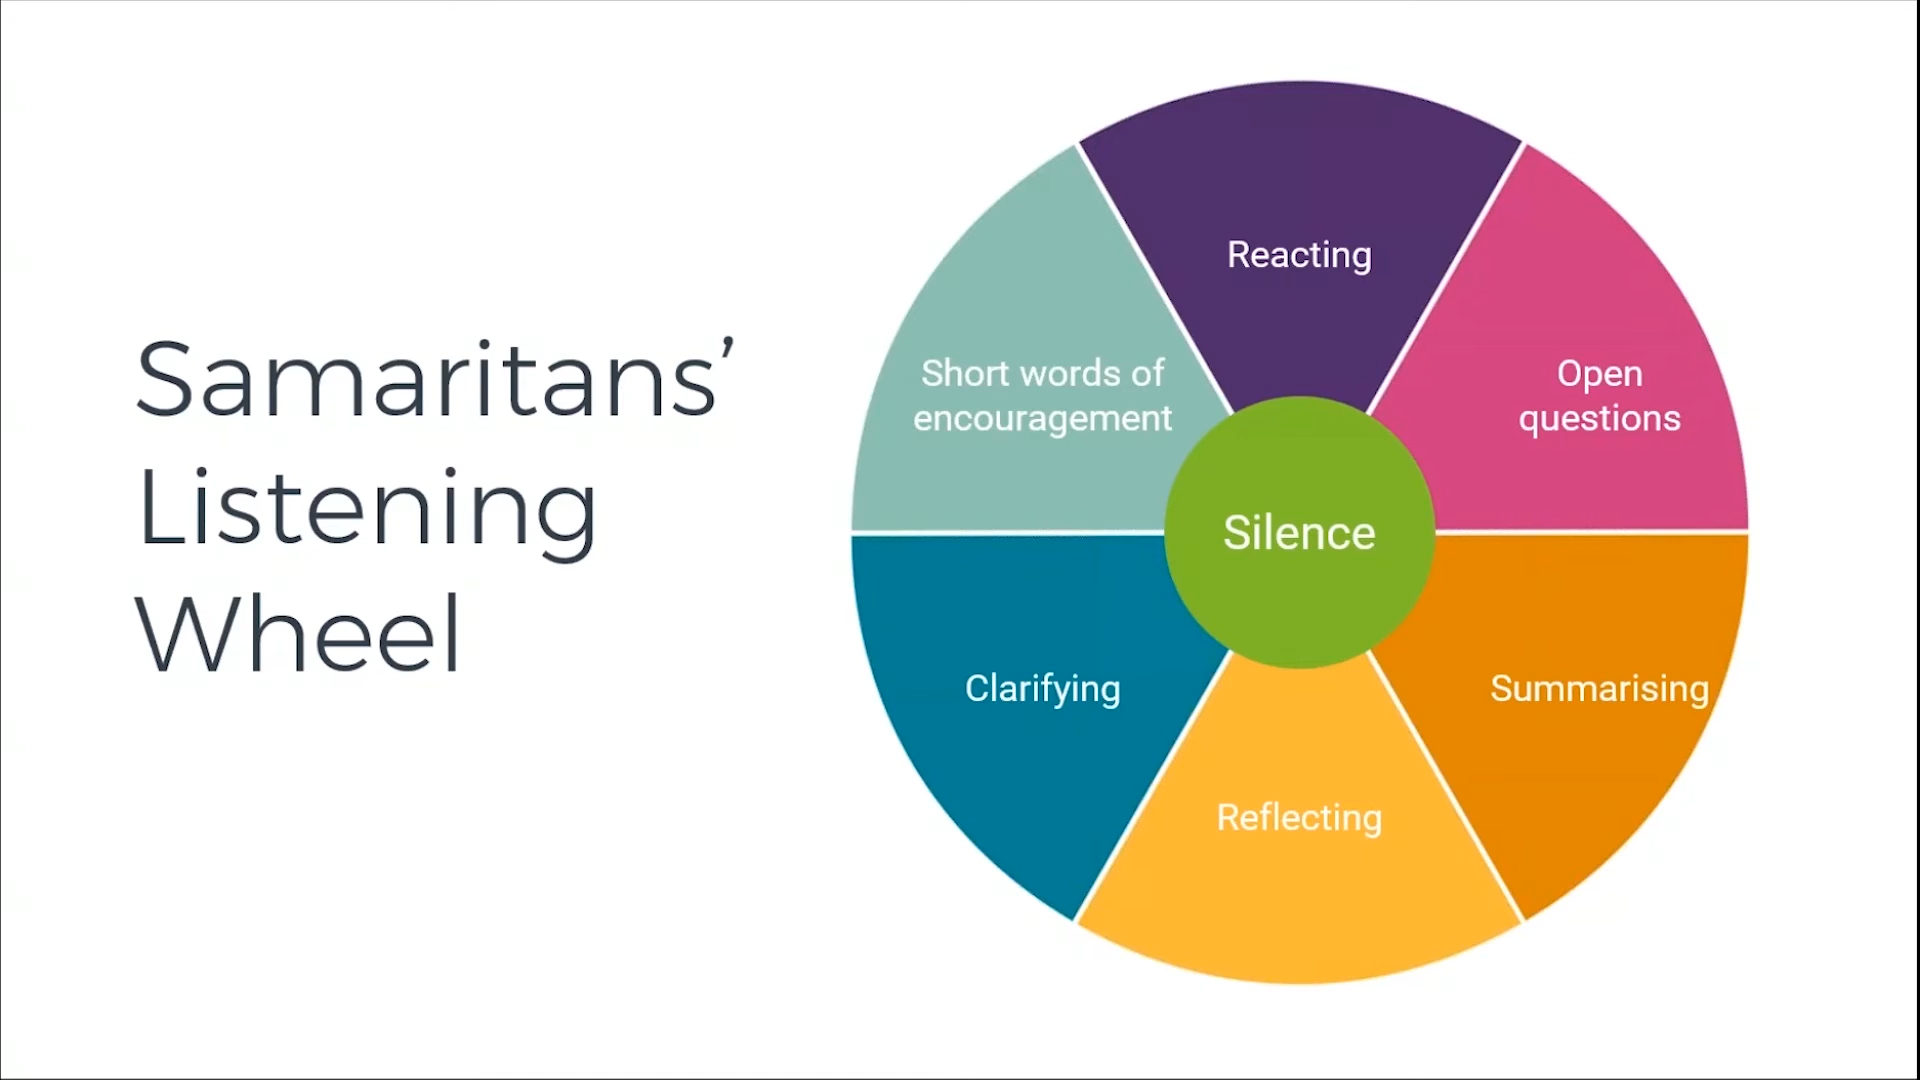 Samaritans’
Listening
Wheel
Reacting
Open
questions
Summarising
Reflecting
Clarifying
Short words of
encouragement
Silence